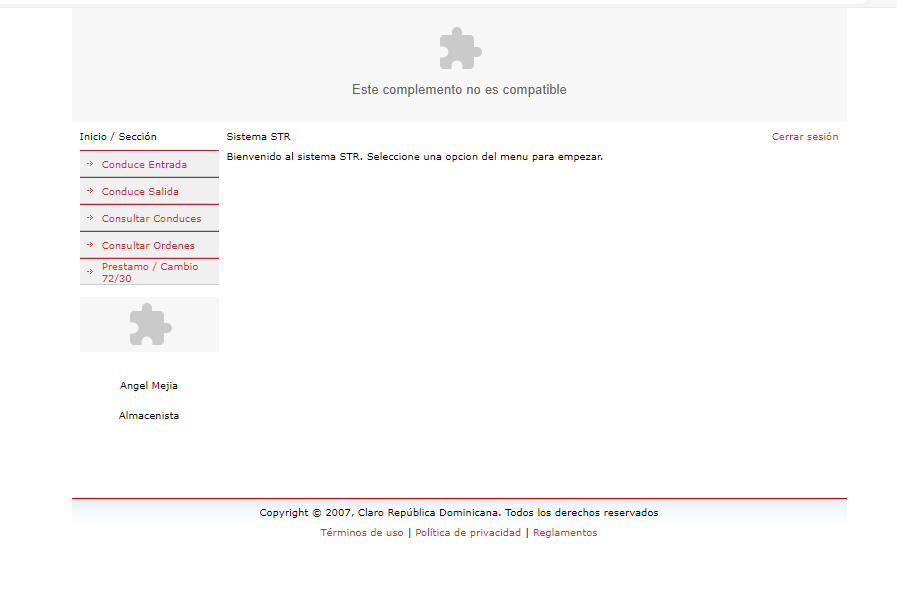 Este complemento no es compatible
Inicio / Sección
Sistema STR
Cerrar sesión
Bienvenido al sistema STR. Seleccione una opcion del menu para empezar.
Conduce Entrada
Conduce Salida
Consultar Conduces
Consultar Ordenes
Prestamo / Cambio
72/30
Angel Mejia
Almacenista
Copyright © 2007, Claro República Dominicana. Todos los derechos reservados
Términos de uso | Política de privacidad | Reglamentos